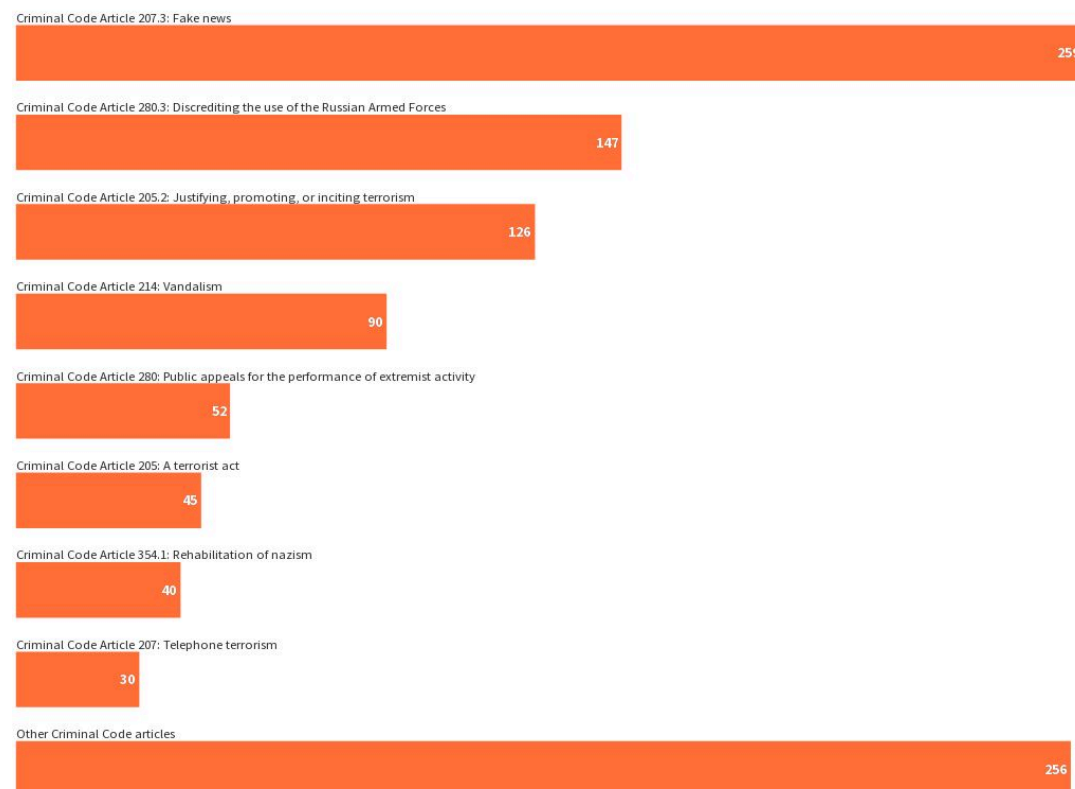 Criminal Code Article 207.3: Fake news
259
Criminal Code Article 280.3: Discrediting the use of the Russian Armed Forces
147
Criminal Code Article 205.2: Justifying, promoting, or inciting terrorism
126
Criminal Code Article 214: Vandalism
90
Criminal Code Article 280: Public appeals for the performance of extremist activity
52
Criminal Code Article 205: A terrorist act
45
Criminal Code Article 354.1: Rehabilitation of nazism
40
Criminal Code Article 207: Telephone terrorism
30
Other Criminal Code articles
256